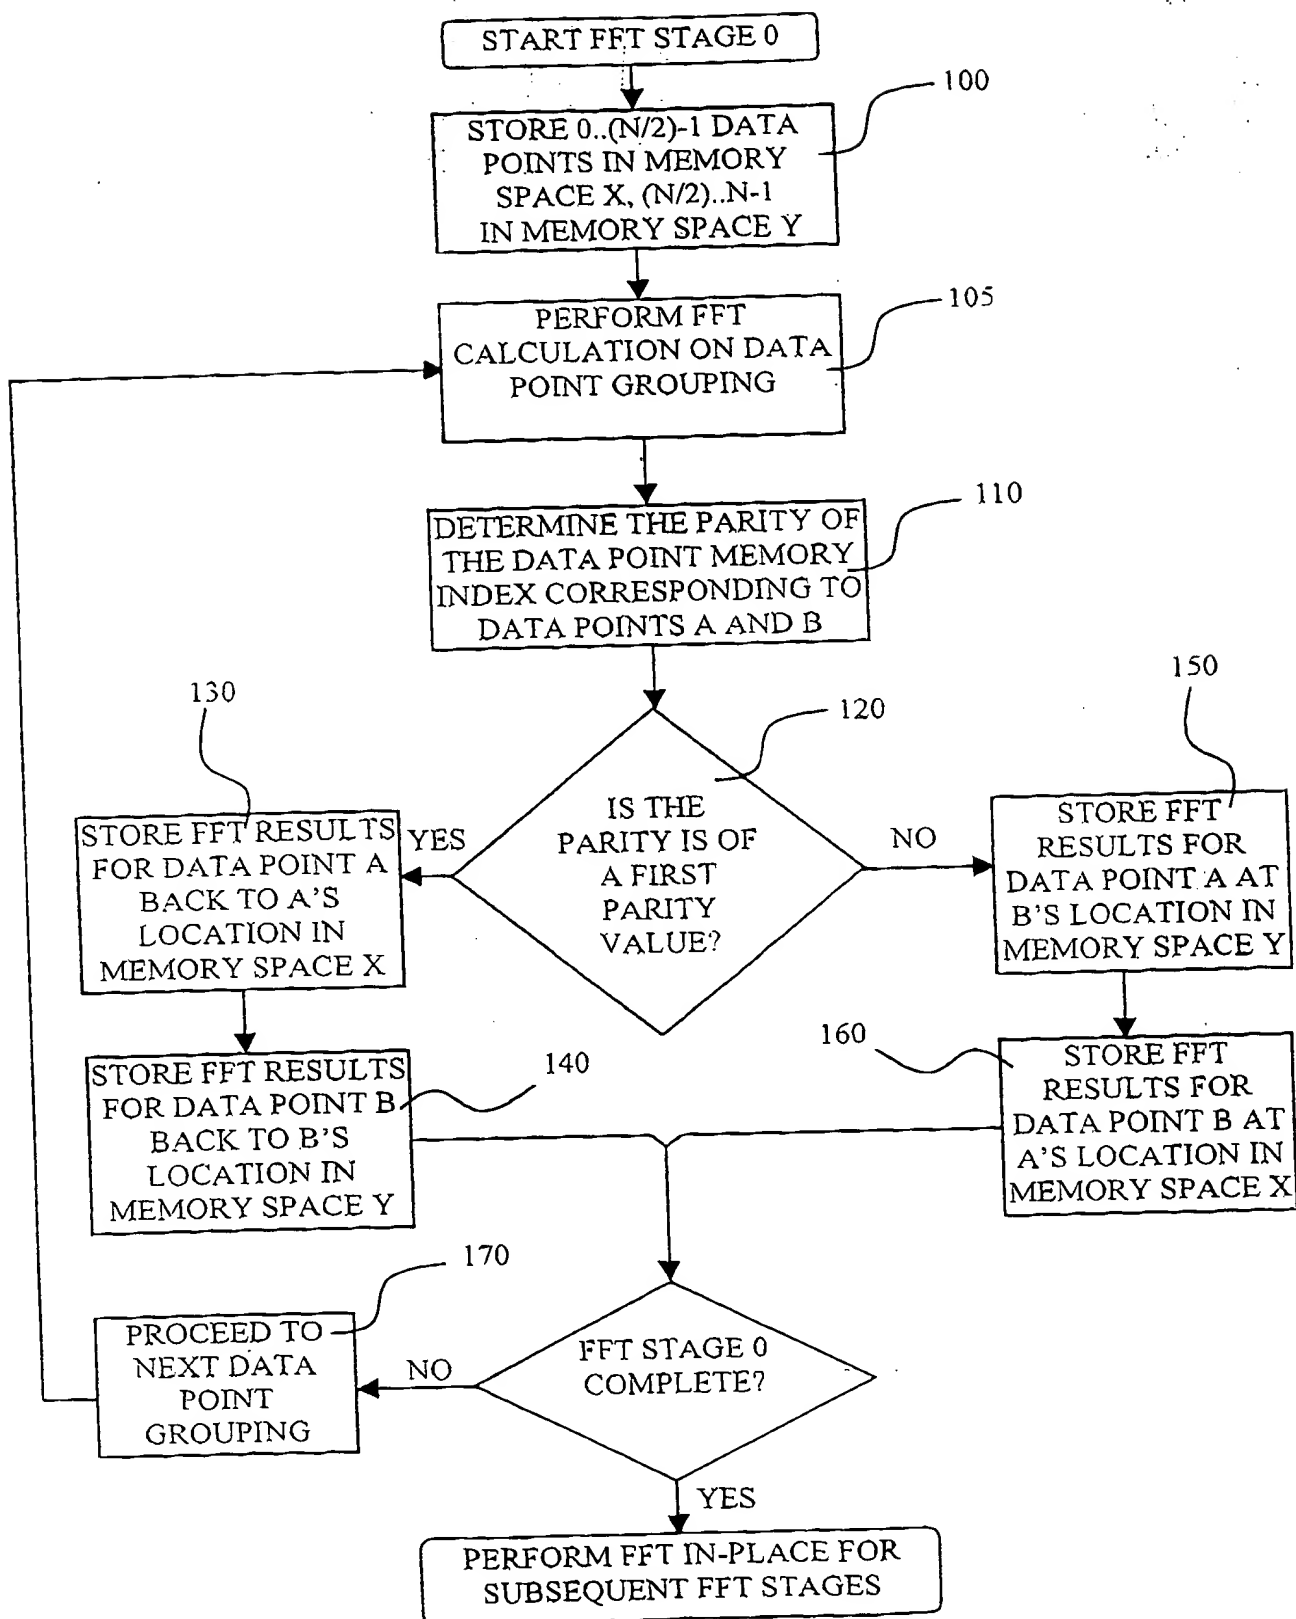 START FFT STAGE 0
100
STORE 0..(N/2)-1 DATA
POINTS IN MEMORY
SPACE X, (N/2)..N-1
IN MEMORY SPACE Y
105
PERFORM FFT
CALCULATION ON DATA
POINT GROUPING
110
DETERMINE THE PARITY OF
THE DATA POINT MEMORY
INDEX CORRESPONDING TO
DATA POINTS A AND B
120
IS THE
PARITY IS OF
A FIRST
PARITY
VALUE?
YES
NO
130
STORE FFT RESULTS
FOR DATA POINT A
BACK TO A'S
LOCATION IN
MEMORY SPACE X
150
STORE FFT
RESULTS FOR
DATA POINT A AT
B'S LOCATION IN
MEMORY SPACE Y
140
STORE FFT RESULTS
FOR DATA POINT B
BACK TO B'S
LOCATION IN
MEMORY SPACE Y
160
STORE FFT
RESULTS FOR
DATA POINT B AT
A'S LOCATION IN
MEMORY SPACE X
170
PROCEED TO
NEXT DATA
POINT
GROUPING
NO
FFT STAGE 0
COMPLETE?
YES
PERFORM FFT IN-PLACE FOR
SUBSEQUENT FFT STAGES